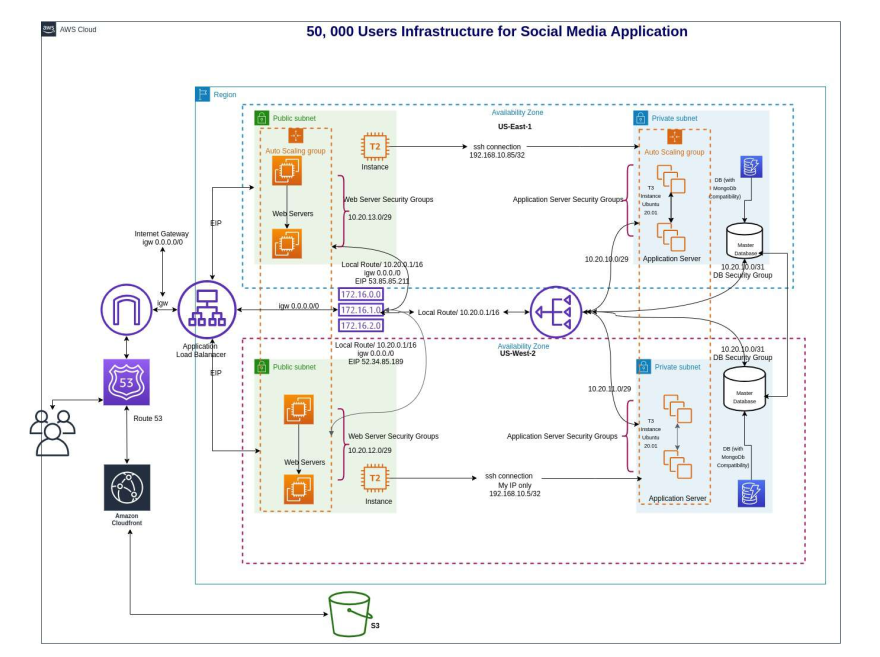 aws
AWS Cloud
50, 000 Users Infrastructure for Social Media Application
Region
Availability Zone
US-East-1
Public subnet
Auto Scaling group
Web Servers
T2
Instance
ssh connection
192.168.10.85/32
Web Server Security Groups
10.20.13.0/29
Private subnet
Auto Scaling group
T3
Instance
Ubuntu
20.01
Application Server Security Groups
Application Server
DB (with
MongoDb
Compatibility)
Master
Database
10.20.10.0/31
DB Security Group
10.20.10.0/29
EIP
Internet Gateway
igw 0.0.0.0/0
igw
Application
Load Balanacer
igw 0.0.0.0/0
Local Route/ 10.20.0.1/16
igw 0.0.0./0
EIP 53.85.85.211
172.16.0.0
172.16.1.0
172.16.2.0
Local Route/ 10.20.0.1/16
Local Route/ 10.20.0.1/16
igw 0.0.0./0
EIP 52.34.85.189
Availability Zone
US-West-2
EIP
Public subnet
Web Servers
Web Server Security Groups
10.20.12.0/29
T2
Instance
ssh connection
My IP only
192.168.10.5/32
10.20.11.0/29
Private subnet
T3
Instance
Ubuntu
20.01
Application Server Security Groups
Application Server
10.20.10.0/31
DB Security Group
Master
Database
DB (with
MongoDb
Compatibility)
53
Route 53
Amazon
Cloudfront
S3